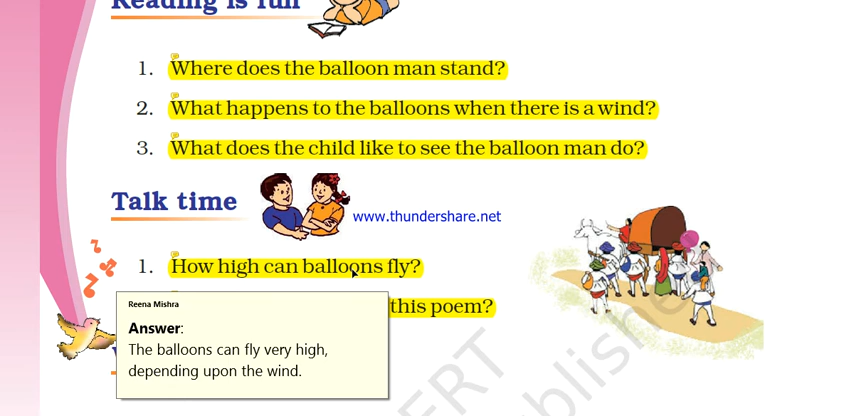 Reading is fun
1. Where does the balloon man stand?
2. What happens to the balloons when there is a wind?
3. What does the child like to see the balloon man do?
Talk time
www.thundershare.net
1. How high can balloons fly?
this poem?
Reena Mishra
Answer:
The balloons can fly very high,
depending upon the wind.